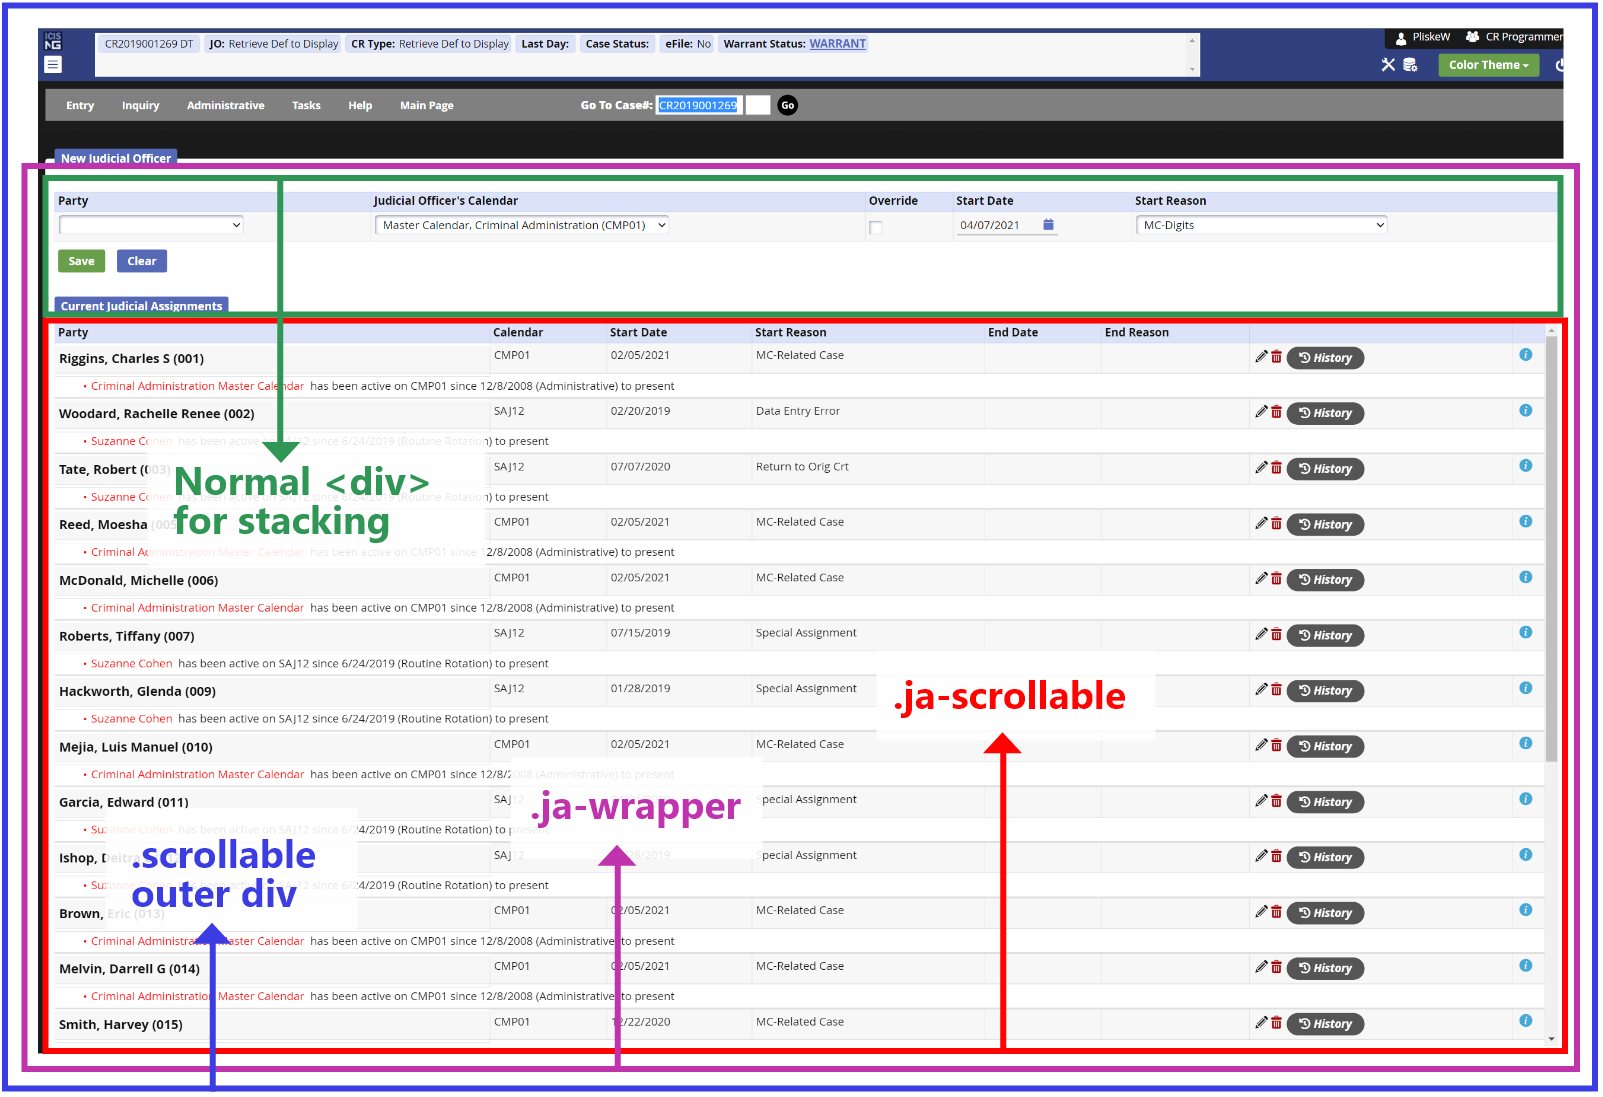 ICIS
NG
CR2019001269 DT JO: Retrieve Def to Display CR Type: Retrieve Def to Display Last Day: Case Status: eFile: No Warrant Status: WARRANT
PliskeW CR Programmer
Color Theme
Entry Inquiry Administrative Tasks Help Main Page Go To Case#: CR2019001269 Go
New Judicial Officer
Party Judicial Officer's Calendar Override Start Date Start Reason
Master Calendar, Criminal Administration (CMP01) 04/07/2021 MC-Digits
Save Clear
Current Judicial Assignments
Party Calendar Start Date Start Reason End Date End Reason
Riggins, Charles S (001) CMP01 02/05/2021 MC-Related Case History
• Criminal Administration Master Calendar has been active on CMP01 since 12/8/2008 (Administrative) to present
Woodard, Rachelle Renee (002) SAJ12 02/20/2019 Data Entry Error History
• Suzanne Cohen has been active on SAJ12 since 6/24/2019 (Routine Rotation) to present
Tate, Robert (003) SAJ12 07/07/2020 Return to Orig Crt History
• Suzanne Cohen has been active on SAJ12 since 6/24/2019 (Routine Rotation) to present
Normal <div>
for stacking
Reed, Moesha (005) CMP01 02/05/2021 MC-Related Case History
• Criminal Administration Master Calendar has been active on CMP01 since 12/8/2008 (Administrative) to present
McDonald, Michelle (006) CMP01 02/05/2021 MC-Related Case History
• Criminal Administration Master Calendar has been active on CMP01 since 12/8/2008 (Administrative) to present
Roberts, Tiffany (007) SAJ12 07/15/2019 Special Assignment History
• Suzanne Cohen has been active on SAJ12 since 6/24/2019 (Routine Rotation) to present
Hackworth, Glenda (009) SAJ12 01/28/2019 Special Assignment History
.ja-scrollable
• Suzanne Cohen has been active on SAJ12 since 6/24/2019 (Routine Rotation) to present
Mejia, Luis Manuel (010) CMP01 02/05/2021 MC-Related Case History
• Criminal Administration Master Calendar has been active on CMP01 since 12/8/2008 (Administrative) to present
Garcia, Edward (011) SAJ12 Special Assignment History
.ja-wrapper
• Suzanne Cohen has been active on SAJ12 since 6/24/2019 (Routine Rotation) to present
Ishop, SAJ12 Special Assignment History
.scrollable
outer div
• Suzanne Cohen has been active on SAJ12 since 6/24/2019 (Routine Rotation) to present
Brown, Eric (013) CMP01 02/05/2021 MC-Related Case History
• Criminal Administration Master Calendar has been active on CMP01 since 12/8/2008 (Administrative) to present
Melvin, Darrell G (014) CMP01 02/05/2021 MC-Related Case History
• Criminal Administration Master Calendar has been active on CMP01 since 12/8/2008 (Administrative) to present
Smith, Harvey (015) CMP01 12/22/2020 MC-Related Case History